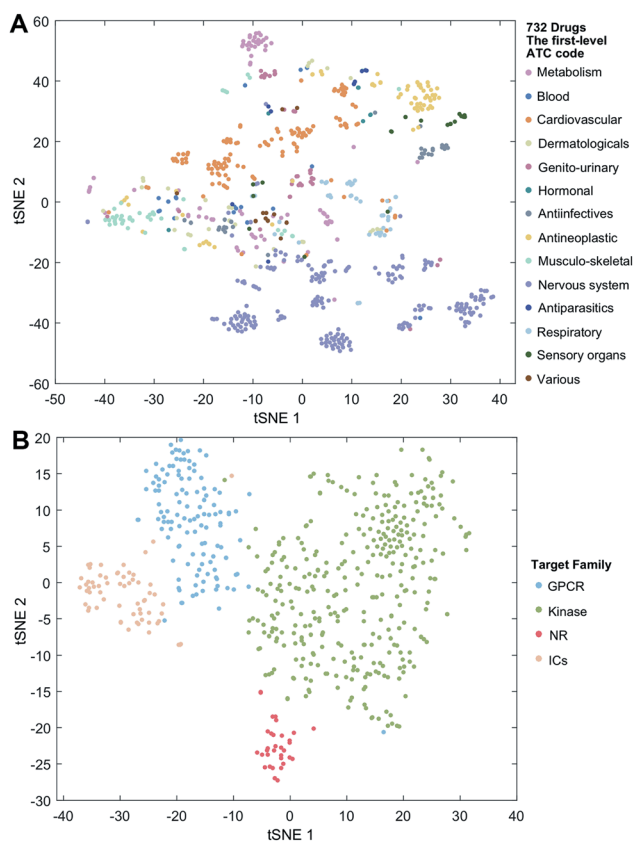 A
732 Drugs
The first-level
ATC code
Metabolism
Blood
Cardiovascular
Dermatologicals
Genito-urinary
Hormonal
Antiinfectives
Antineoplastic
Musculo-skeletal
Nervous system
Antiparasitics
Respiratory
Sensory organs
Various
60
40
20
0
-20
-40
-60
tSNE 2
-50 -40 -30 -20 -10 0 10 20 30 40
tSNE 1
B
20
15
10
5
0
-5
-10
-15
-20
-25
-30
tSNE 2
-40 -30 -20 -10 0 10 20 30 40
tSNE 1
Target Family
GPCR
Kinase
NR
ICs